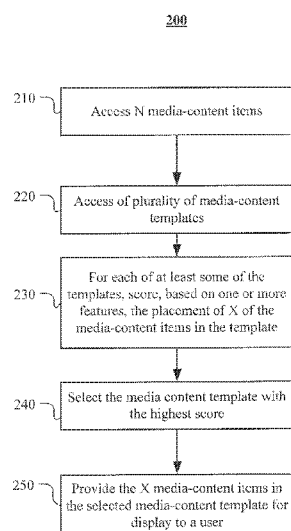 200
210
Access N media-content items
220
Access of plurality of media-content
templates
230
For each of at least some of the
templates, score, based on one or more
features, the placement of X of the
media-content items in the template
240
Select the media content template with
the highest score
250
Provide the X media-content items in
the selected media-content template for
display to a user